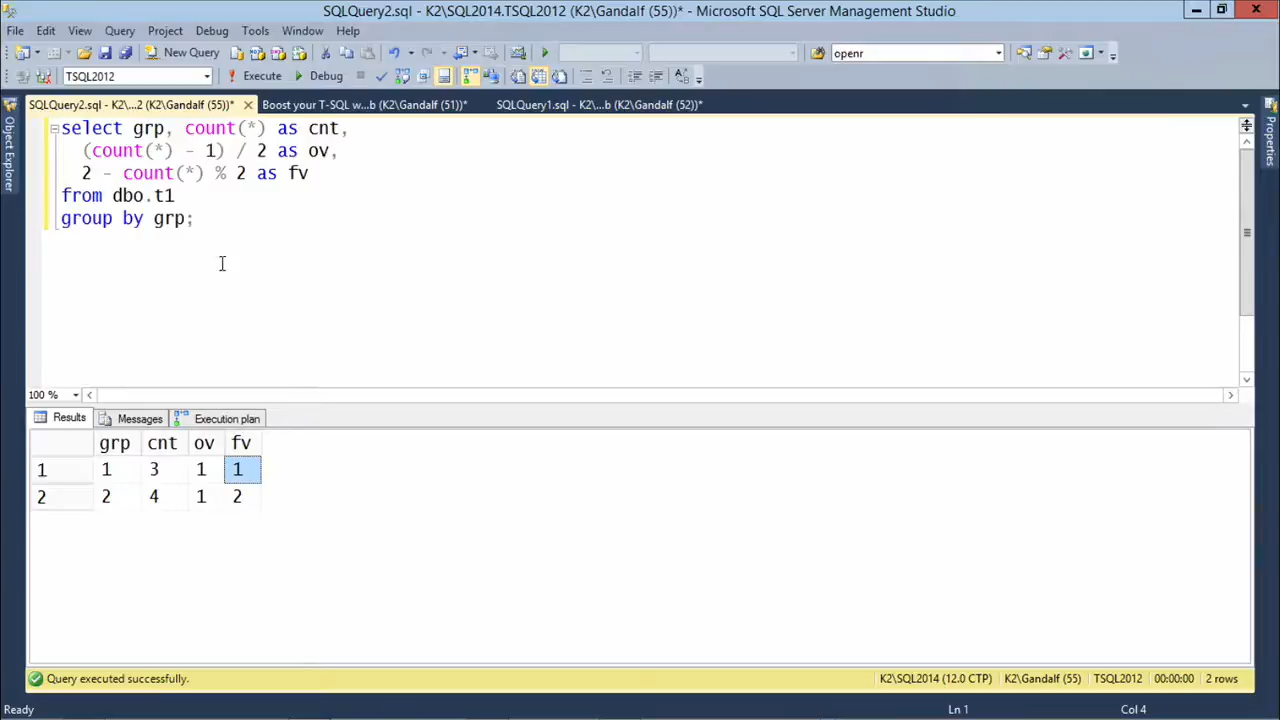 SQLQuery2.sql - K2\SQL2014.TSQL2012 (K2\Gandalf (55))* - Microsoft SQL Server Management Studio
File Edit View Query Project Debug Tools Window Help
New Query openr
TSQL2012 Execute Debug
SQLQuery2.sql - K2\...2 (K2\Gandalf (55))* Boost your T-SQL w...b (K2\Gandalf (51))* SQLQuery1.sql - K2\...b (K2\Gandalf (52))*
Object Explorer
Properties
select grp, count(*) as cnt,
(count(*) - 1) / 2 as ov,
2 - count(*) % 2 as fv
from dbo.t1
group by grp;
100 %
Results Messages Execution plan
grp cnt ov fv
1 1 3 1 1
2 2 4 1 2
Query executed successfully. K2\SQL2014 (12.0 CTP) K2\Gandalf (55) TSQL2012 00:00:00 2 rows
Ready Ln 1 Col 4